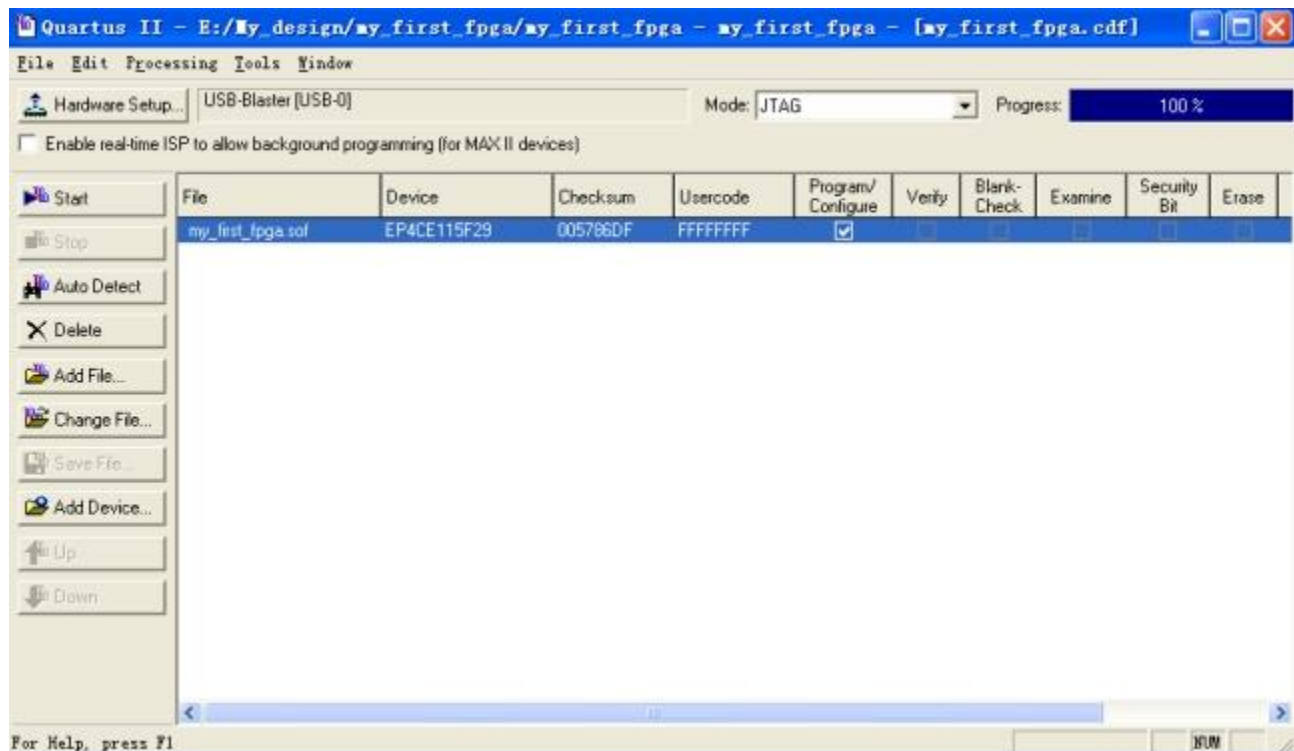 Quartus II - E:/My_design/my_first_fpga/my_first_fpga - my_first_fpga - [my_first_fpga.cdf]
File Edit Processing Tools Window
Hardware Setup... USB-Blaster [USB-0] Mode: JTAG Progress: 100 %
Enable real-time ISP to allow background programming (for MAX II devices)
Start
Stop
Auto Detect
Delete
Add File...
Change File...
Save File...
Add Device...
Up
Down
File Device Checksum Usercode Program/ Configure Verify Blank- Check Examine Security Bit Erase
my_first_fpga.sof EP4CE115F29 005786DF FFFFFFFF
For Help, press F1 NUM